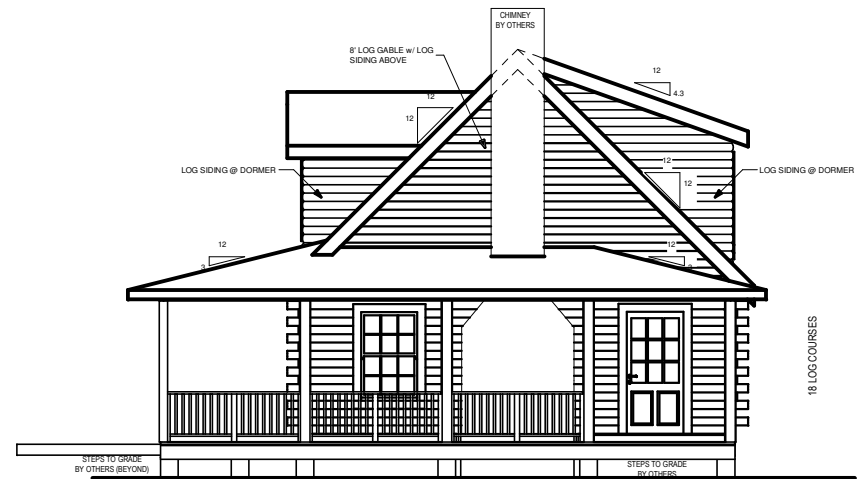 CHIMNEY
BY OTHERS
8' LOG GABLE w/ LOG
SIDING ABOVE
12
4.3
12
12
LOG SIDING @ DORMER
12
12
LOG SIDING @ DORMER
12
3
12
3
18 LOG COURSES
STEPS TO GRADE
BY OTHERS (BEYOND)
STEPS TO GRADE
BY OTHERS